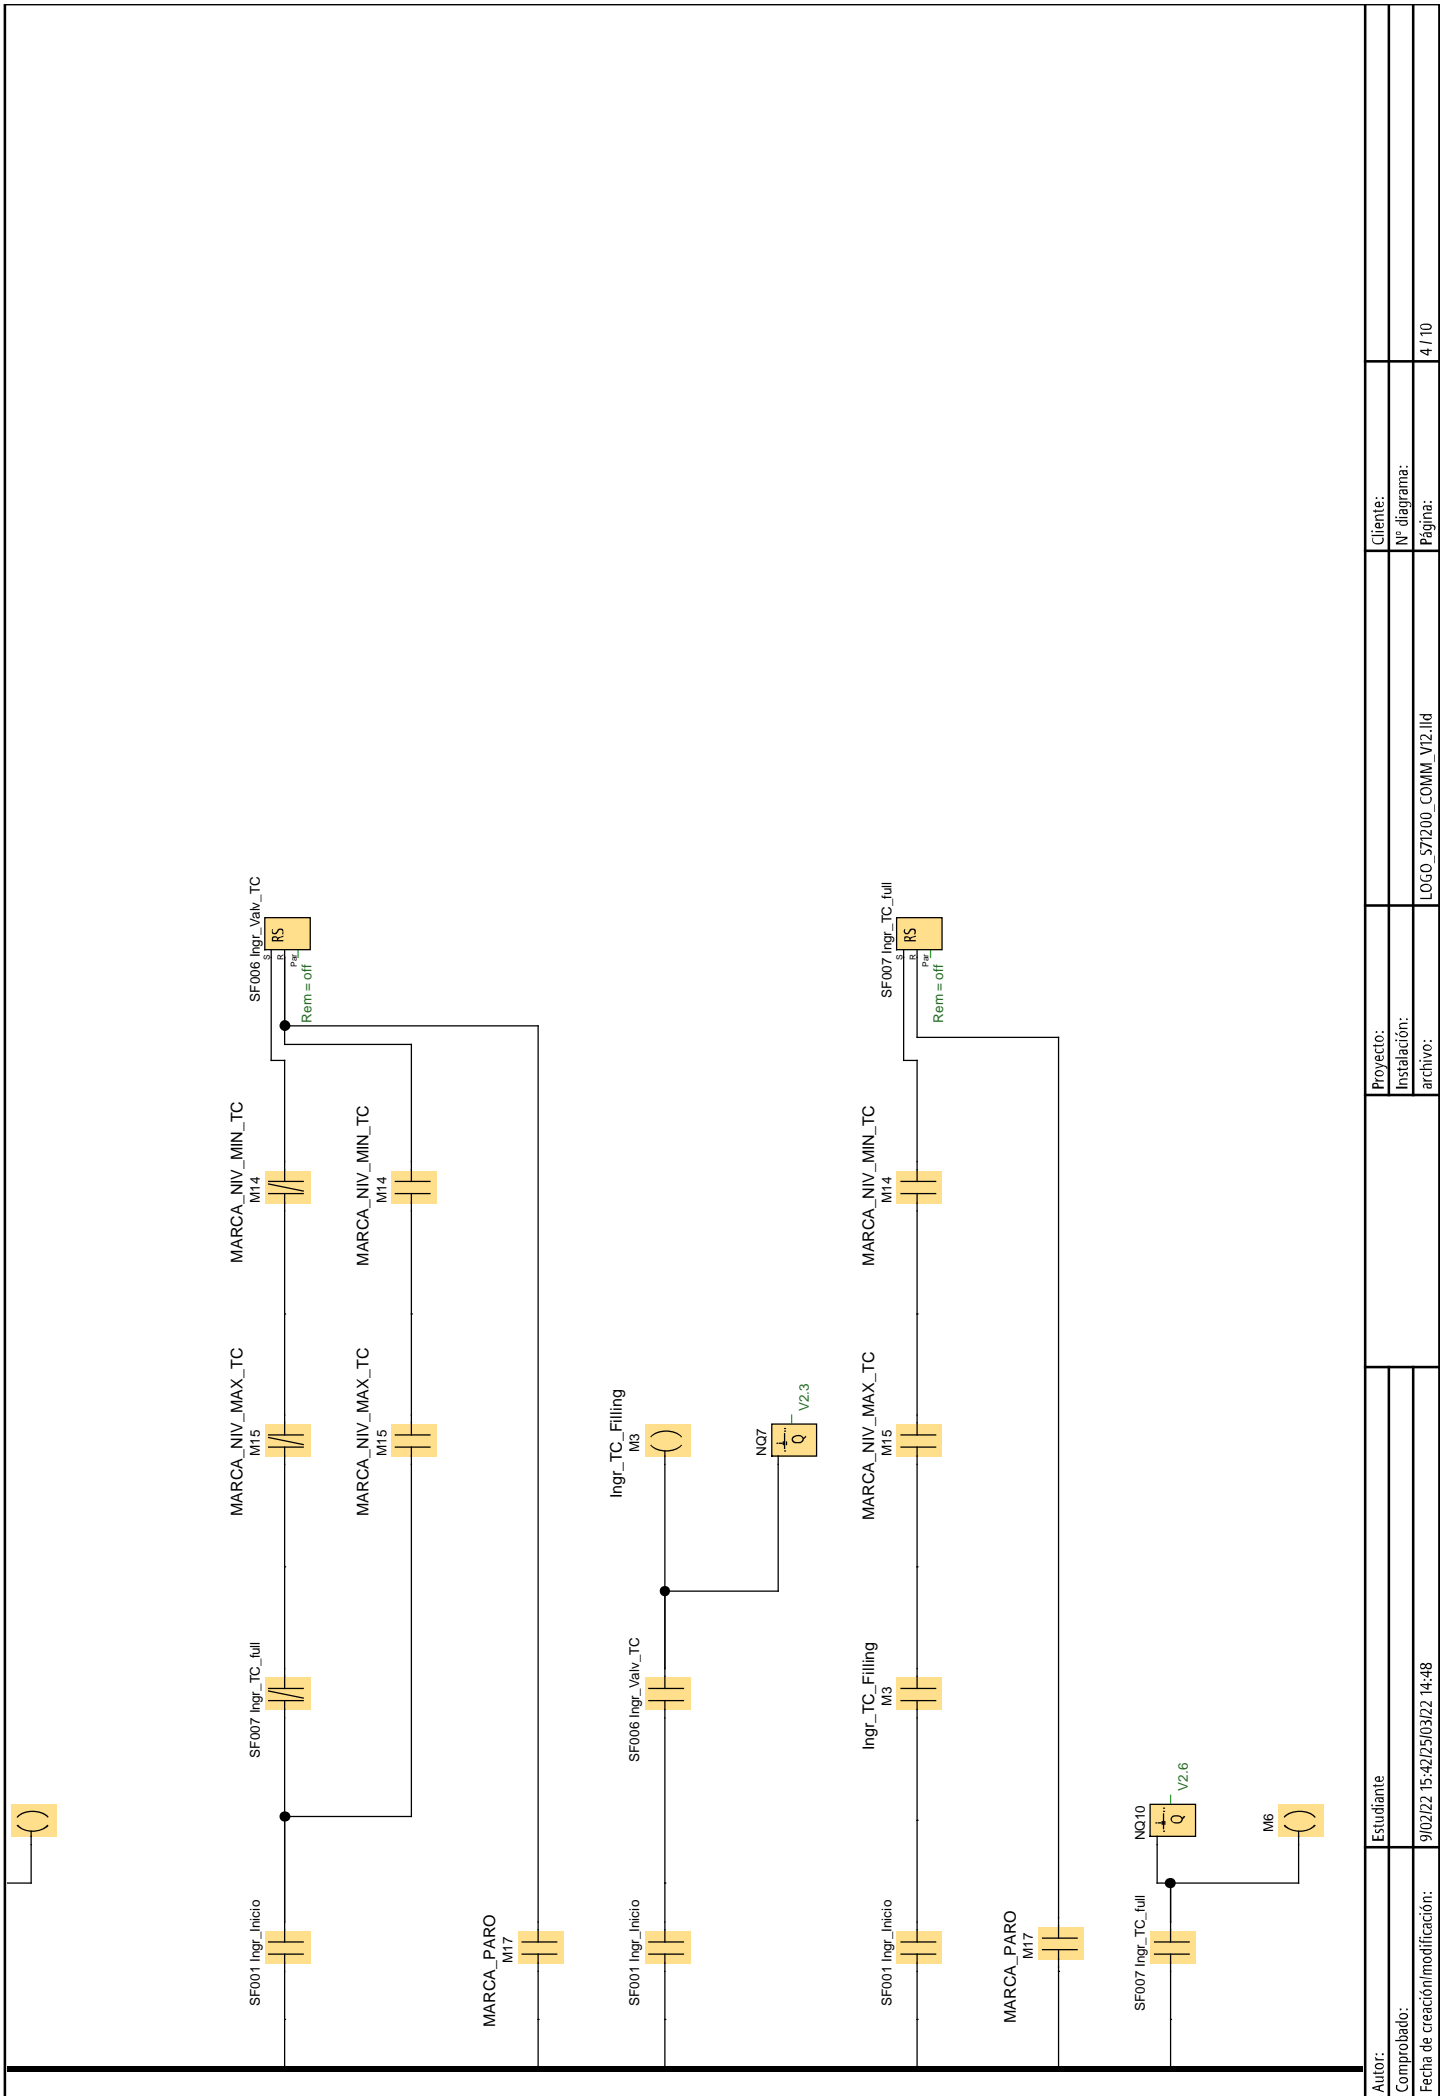 SF001 Ingr_Inicio
SF007 Ingr_TC_full
MARCA_NIV_MAX_TC
M15
MARCA_NIV_MIN_TC
M14
SF006 Ingr_Valv_TC
RS
S
R
Par
Rem = off
MARCA_NIV_MAX_TC
M15
MARCA_NIV_MIN_TC
M14
MARCA_PARO
M17
SF001 Ingr_Inicio
SF006 Ingr_Valv_TC
Ingr_TC_Filling
M3
NQ7
Q
V2.3
SF001 Ingr_Inicio
Ingr_TC_Filling
M3
MARCA_NIV_MAX_TC
M15
MARCA_NIV_MIN_TC
M14
SF007 Ingr_TC_full
RS
S
R
Par
Rem = off
MARCA_PARO
M17
SF007 Ingr_TC_full
NQ10
Q
V2.6
M6
Autor: Estudiante Proyecto: Cliente:
Comprobado: Instalación: Nº diagrama:
Fecha de creación/modificación: 9/02/22 15:42/25/03/22 14:48 archivo: LOGO_S71200_COMM_V12.lld Página: 4 / 10